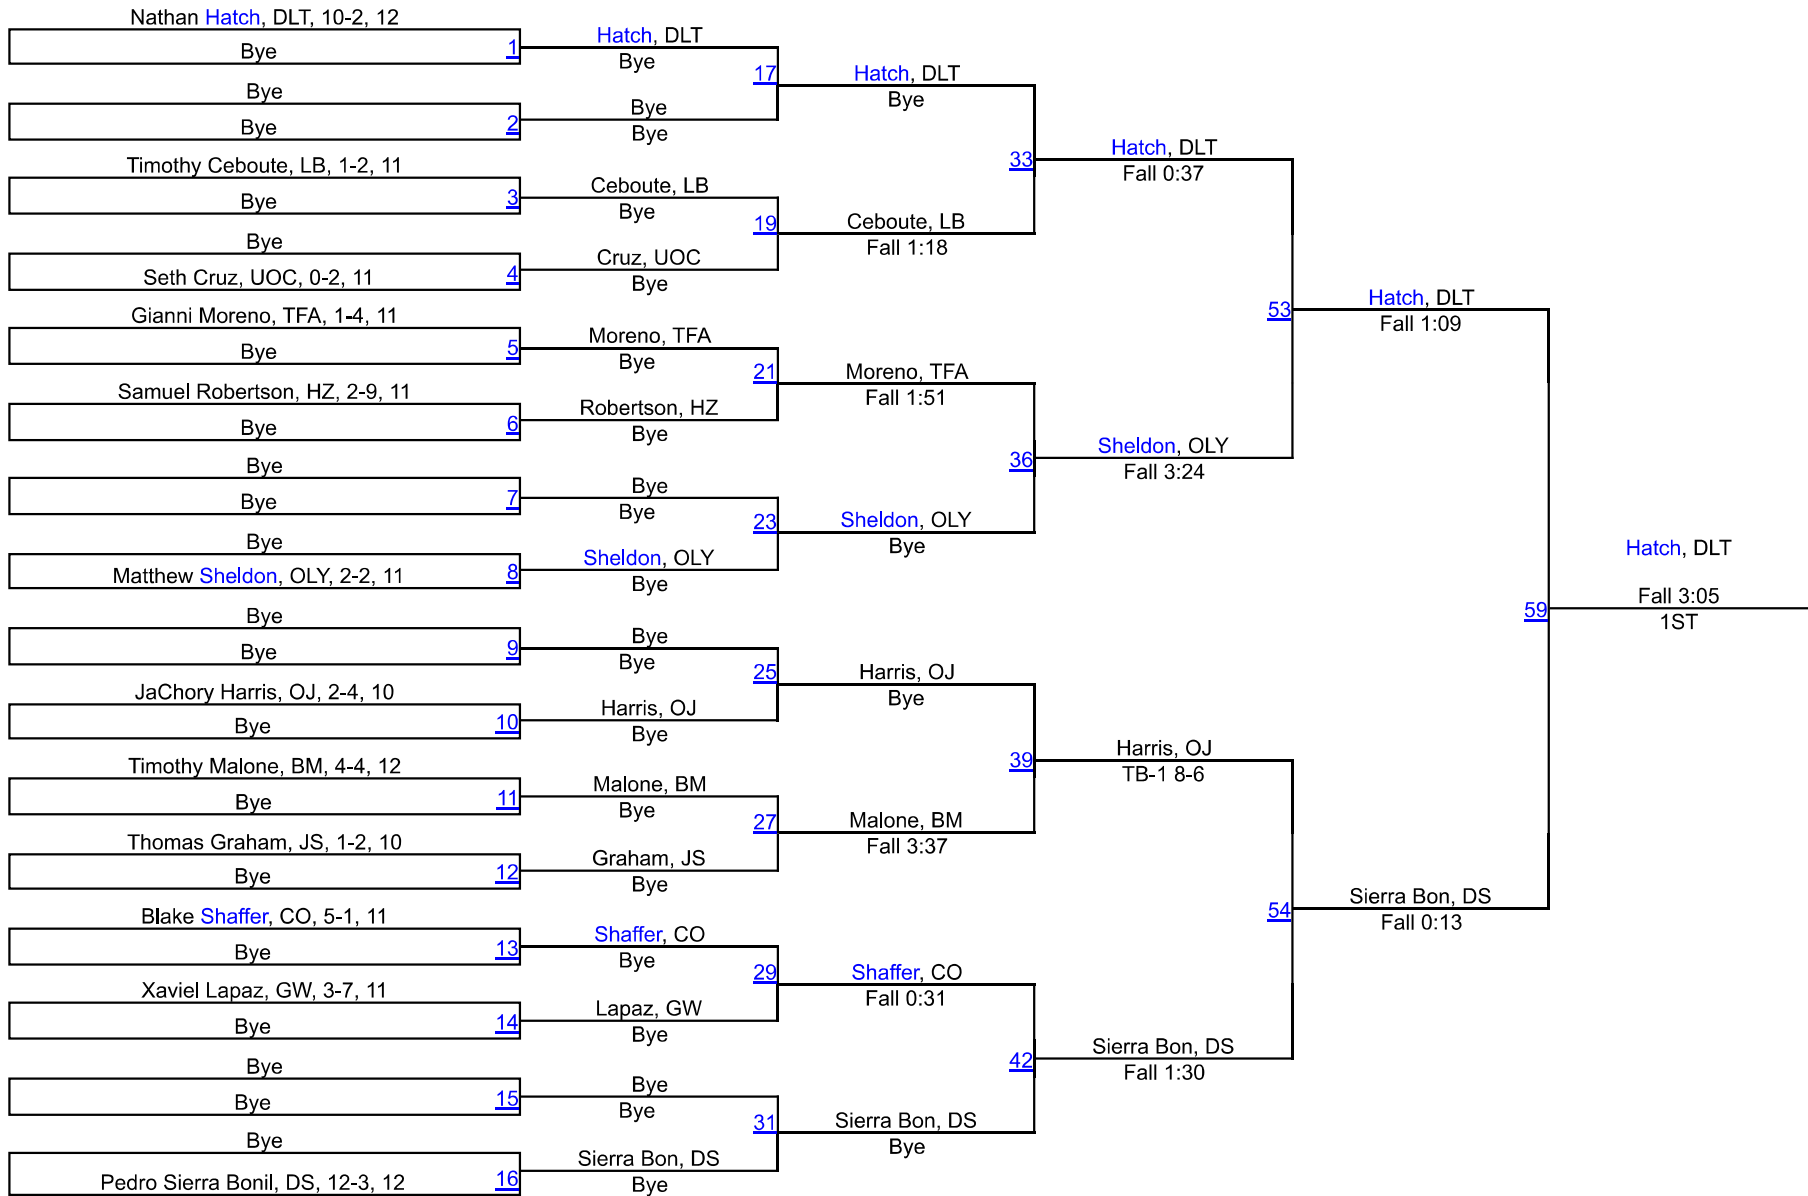 Nathan Hatch, DLT, 10-2, 12
Bye
1
Bye
Bye
2
Timothy Ceboute, LB, 1-2, 11
Bye
3
Bye
Seth Cruz, UOC, 0-2, 11
4
Gianni Moreno, TFA, 1-4, 11
Bye
5
Samuel Robertson, HZ, 2-9, 11
Bye
6
Bye
Bye
7
Bye
Matthew Sheldon, OLY, 2-2, 11
8
Bye
Bye
9
JaChory Harris, OJ, 2-4, 10
Bye
10
Timothy Malone, BM, 4-4, 12
Bye
11
Thomas Graham, JS, 1-2, 10
Bye
12
Blake Shaffer, CO, 5-1, 11
Bye
13
Xaviel Lapaz, GW, 3-7, 11
Bye
14
Bye
Bye
15
Bye
Pedro Sierra Bonil, DS, 12-3, 12
16
Hatch, DLT
Bye
17
Bye
Bye
Ceboute, LB
Bye
19
Cruz, UOC
Bye
Moreno, TFA
Bye
21
Robertson, HZ
Bye
Bye
Bye
23
Sheldon, OLY
Bye
Bye
Bye
25
Harris, OJ
Bye
Malone, BM
Bye
27
Graham, JS
Bye
Shaffer, CO
Bye
29
Lapaz, GW
Bye
Bye
Bye
31
Sierra Bon, DS
Bye
Hatch, DLT
Bye
33
Ceboute, LB
Fall 1:18
Moreno, TFA
Fall 1:51
36
Sheldon, OLY
Bye
Harris, OJ
Bye
39
Malone, BM
Fall 3:37
Shaffer, CO
Fall 0:31
42
Sierra Bon, DS
Bye
Hatch, DLT
Fall 0:37
53
Sheldon, OLY
Fall 3:24
Harris, OJ
TB-1 8-6
54
Sierra Bon, DS
Fall 1:30
Hatch, DLT
Fall 1:09
59
Sierra Bon, DS
Fall 0:13
Hatch, DLT
Fall 3:05
1ST